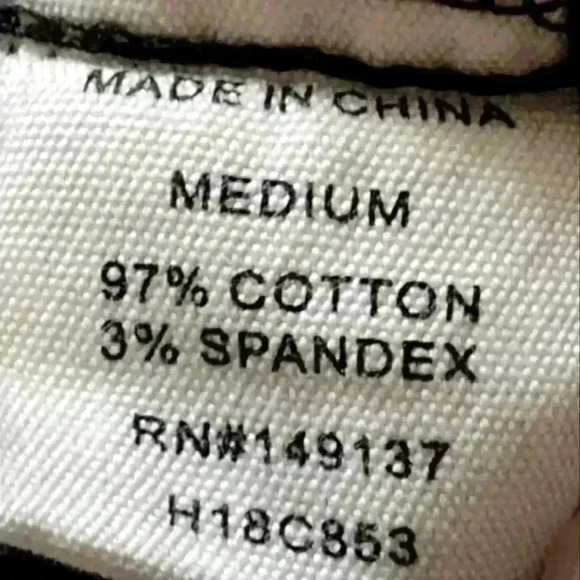 MADE IN CHINA
MEDIUM
97% COTTON
3% SPANDEX
RN#149137
H18C853